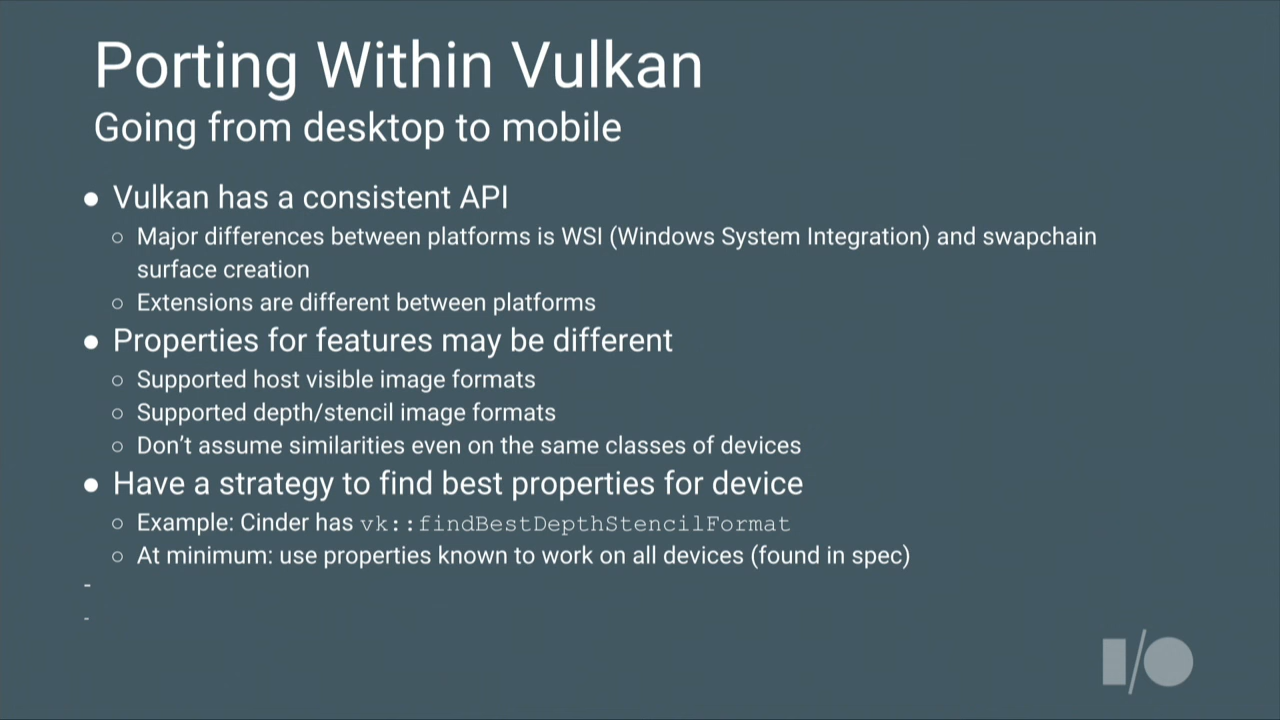 Porting Within Vulkan
Going from desktop to mobile
● Vulkan has a consistent API
○ Major differences between platforms is WSI (Windows System Integration) and swapchain
surface creation
○ Extensions are different between platforms
● Properties for features may be different
○ Supported host visible image formats
○ Supported depth/stencil image formats
○ Don’t assume similarities even on the same classes of devices
● Have a strategy to find best properties for device
○ Example: Cinder has vk::findBestDepthStencilFormat
○ At minimum: use properties known to work on all devices (found in spec)
-
-
I/O